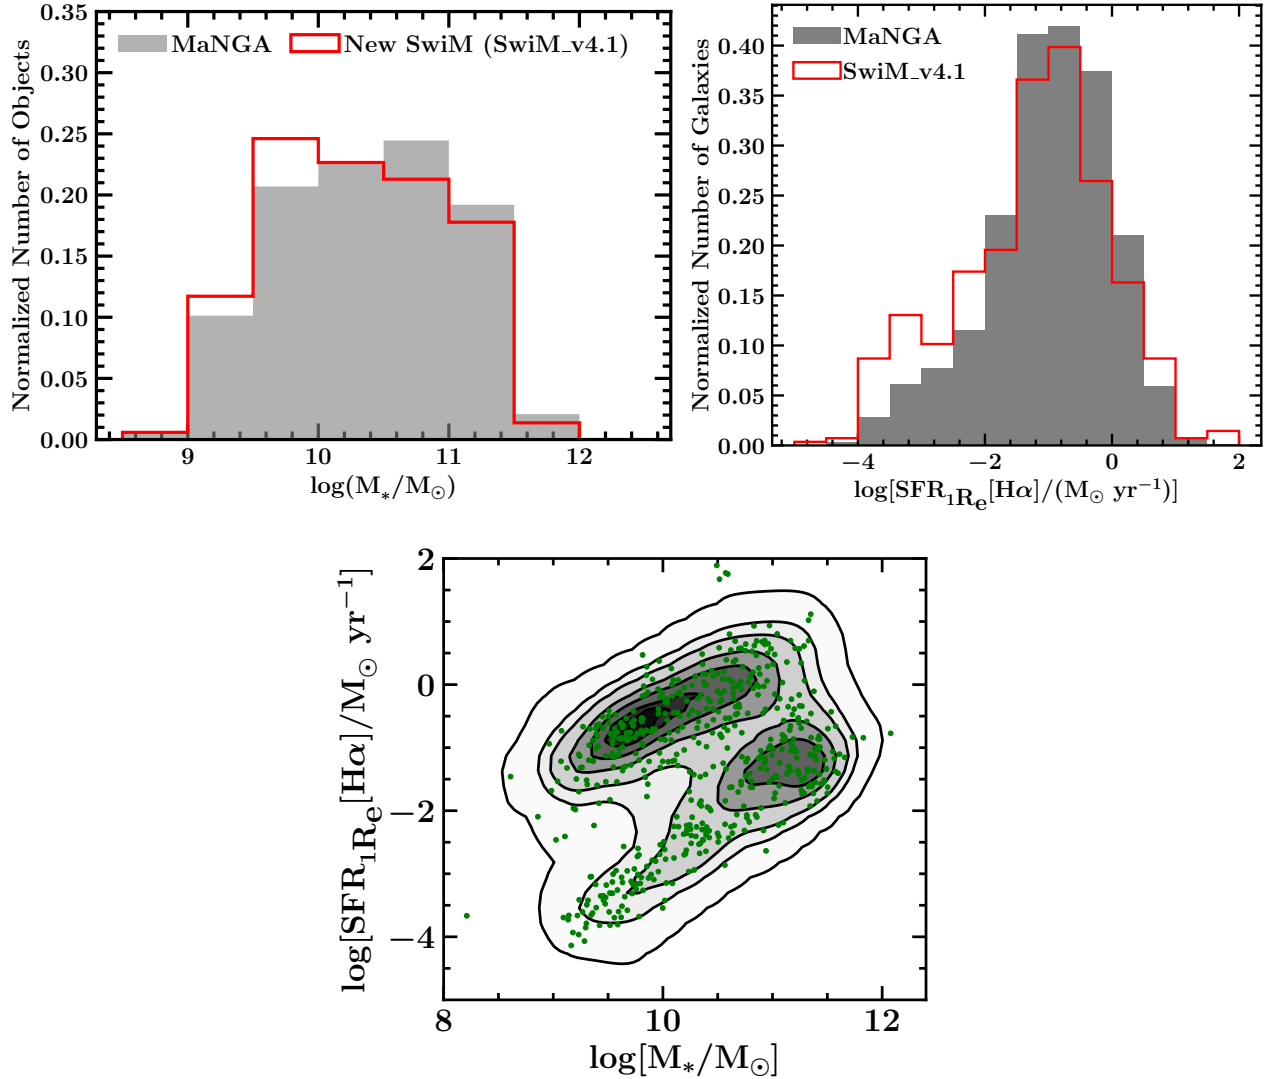 MaNGA
New SwiM (SwiM_v4.1)
Normalized Number of Objects
0.35
0.30
0.25
0.20
0.15
0.10
0.05
0.00
9 10 11 12
log(M*/M⊙)
MaNGA
SwiM_v4.1
Normalized Number of Galaxies
0.40
0.35
0.30
0.25
0.20
0.15
0.10
0.05
0.00
−4 −2 0 2
log[SFR₁Rₑ[Hα]/(M⊙ yr⁻¹)]
log[SFR₁Rₑ[Hα]/M⊙ yr⁻¹]
2
0
−2
−4
8 10 12
log[M*/M⊙]